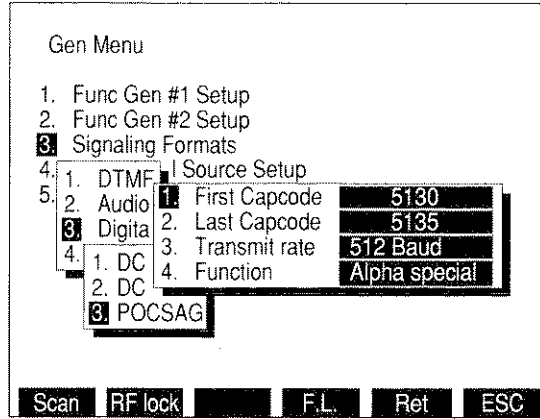 Gen Menu
1. Func Gen #1 Setup
2. Func Gen #2 Setup
3. Signaling Formats
4. l Source Setup
5.
1. DTMF
2. Audio
3. Digita
4.
1. DC
2. DC
3. POCSAG
1. First Capcode 5130
2. Last Capcode 5135
3. Transmit rate 512 Baud
4. Function Alpha special
Scan RF lock F.L. Ret ESC